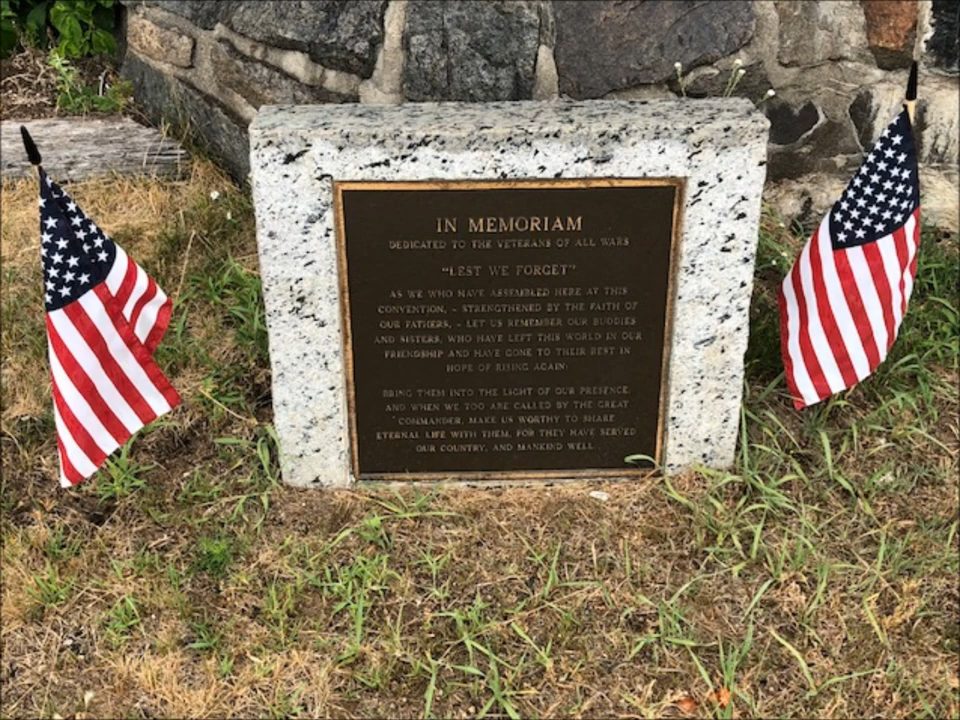 IN MEMORIAM
DEDICATED TO THE VETERANS OF ALL WARS
"LEST WE FORGET"
AS WE WHO HAVE ASSEMBLED HERE AT THIS
CONVENTION, - STRENGTHENED BY THE FAITH OF
OUR FATHERS, - LET US REMEMBER OUR BUDDIES
AND SISTERS, WHO HAVE LEFT THIS WORLD IN OUR
FRIENDSHIP AND HAVE GONE TO THEIR REST IN
HOPE OF RISING AGAIN:
BRING THEM INTO THE LIGHT OF OUR PRESENCE.
AND WHEN WE TOO ARE CALLED BY THE GREAT
COMMANDER, MAKE US WORTHY TO SHARE
ETERNAL LIFE WITH THEM, FOR THEY HAVE SERVED
OUR COUNTRY, AND MANKIND WELL.